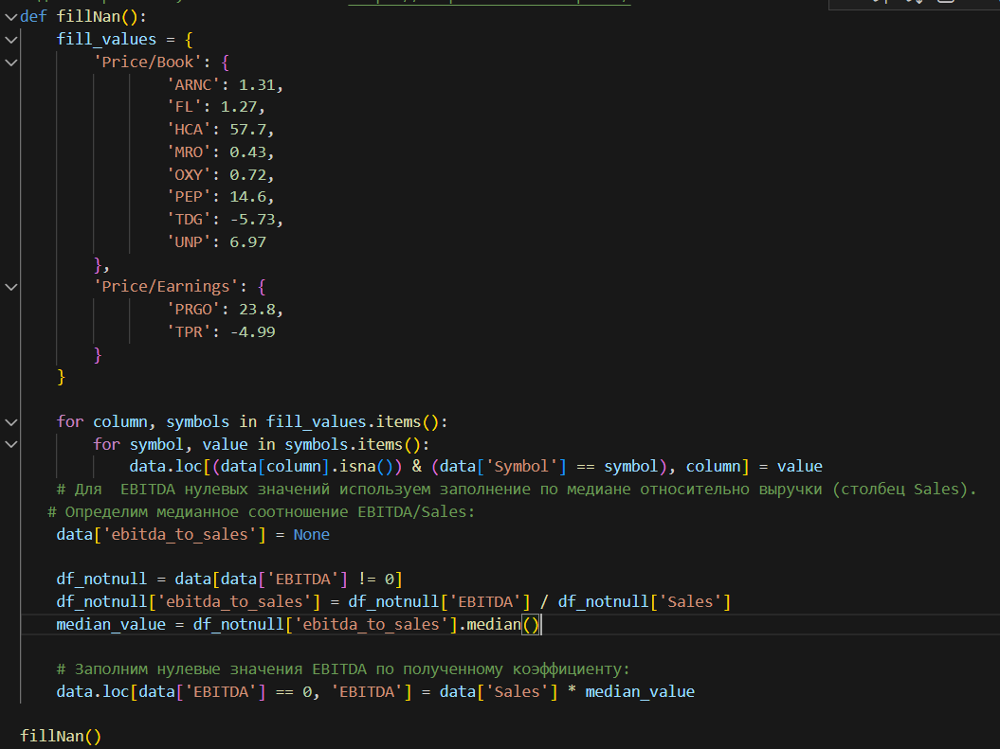 def fillNan():
    fill_values = {
        'Price/Book': {
                'ARNC': 1.31,
                'FL': 1.27,
                'HCA': 57.7,
                'MRO': 0.43,
                'OXY': 0.72,
                'PEP': 14.6,
                'TDG': -5.73,
                'UNP': 6.97
        },
        'Price/Earnings': {
                'PRGO': 23.8,
                'TPR': -4.99
        }
    }
    for column, symbols in fill_values.items():
        for symbol, value in symbols.items():
            data.loc[(data[column].isna()) & (data['Symbol'] == symbol), column] = value
    # Для  EBITDA нулевых значений используем заполнение по медиане относительно выручки (столбец Sales).
   # Определим медианное соотношение EBITDA/Sales:
    data['ebitda_to_sales'] = None
    df_notnull = data[data['EBITDA'] != 0]
    df_notnull['ebitda_to_sales'] = df_notnull['EBITDA'] / df_notnull['Sales']
    median_value = df_notnull['ebitda_to_sales'].median()
    # Заполним нулевые значения EBITDA по полученному коэффициенту:
    data.loc[data['EBITDA'] == 0, 'EBITDA'] = data['Sales'] * median_value
fillNan()